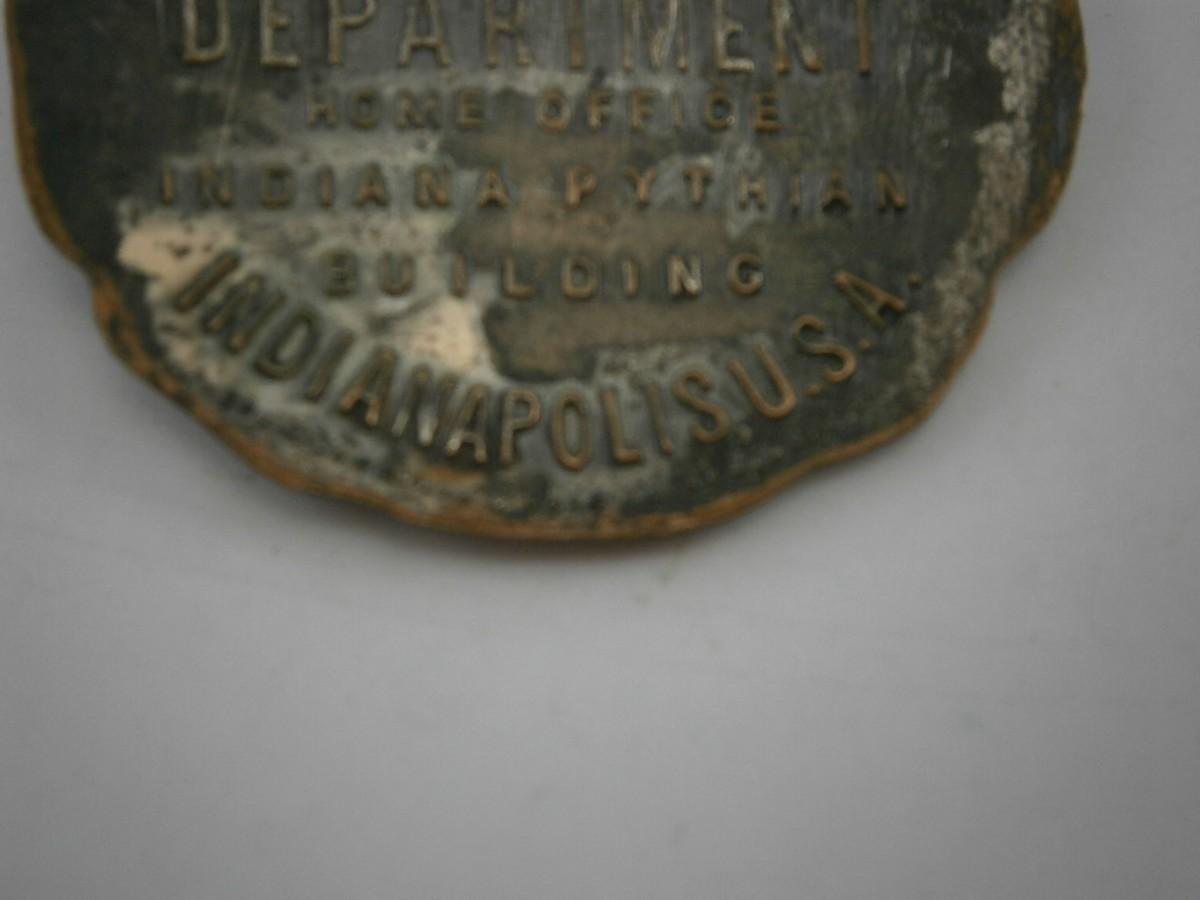 DEPARTMENT
HOME OFFICE
INDIANA PYTHIAN
BUILDING
INDIANAPOLIS, U.S.A.